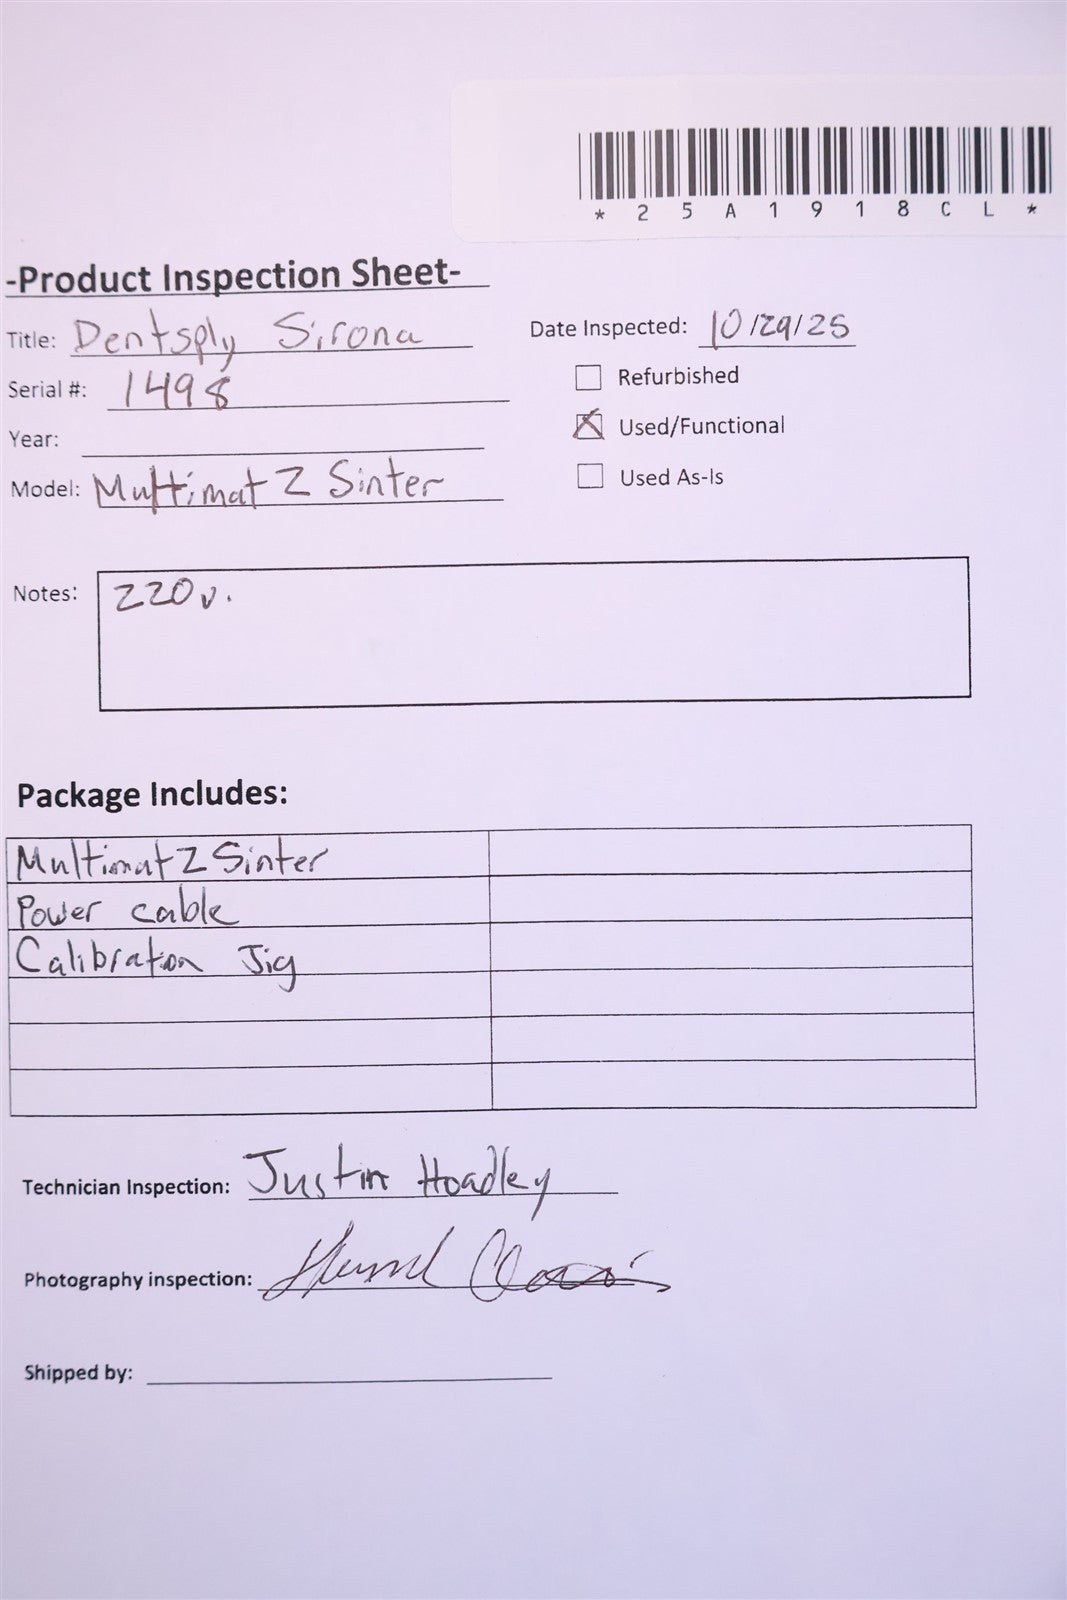 *25A1918CL*
-Product Inspection Sheet-
Title: Dentsply Sirona
Date Inspected: 10/29/25
Serial #: 1498
Refurbished
Year:
Used/Functional
Model: Multimat 2 Sinter
Used As-Is
Notes: 220v.
Package Includes:
Multimat 2 Sinter
Power cable
Calibration Jig
Technician Inspection: Justin Hoadley
Photography inspection:
Shipped by: